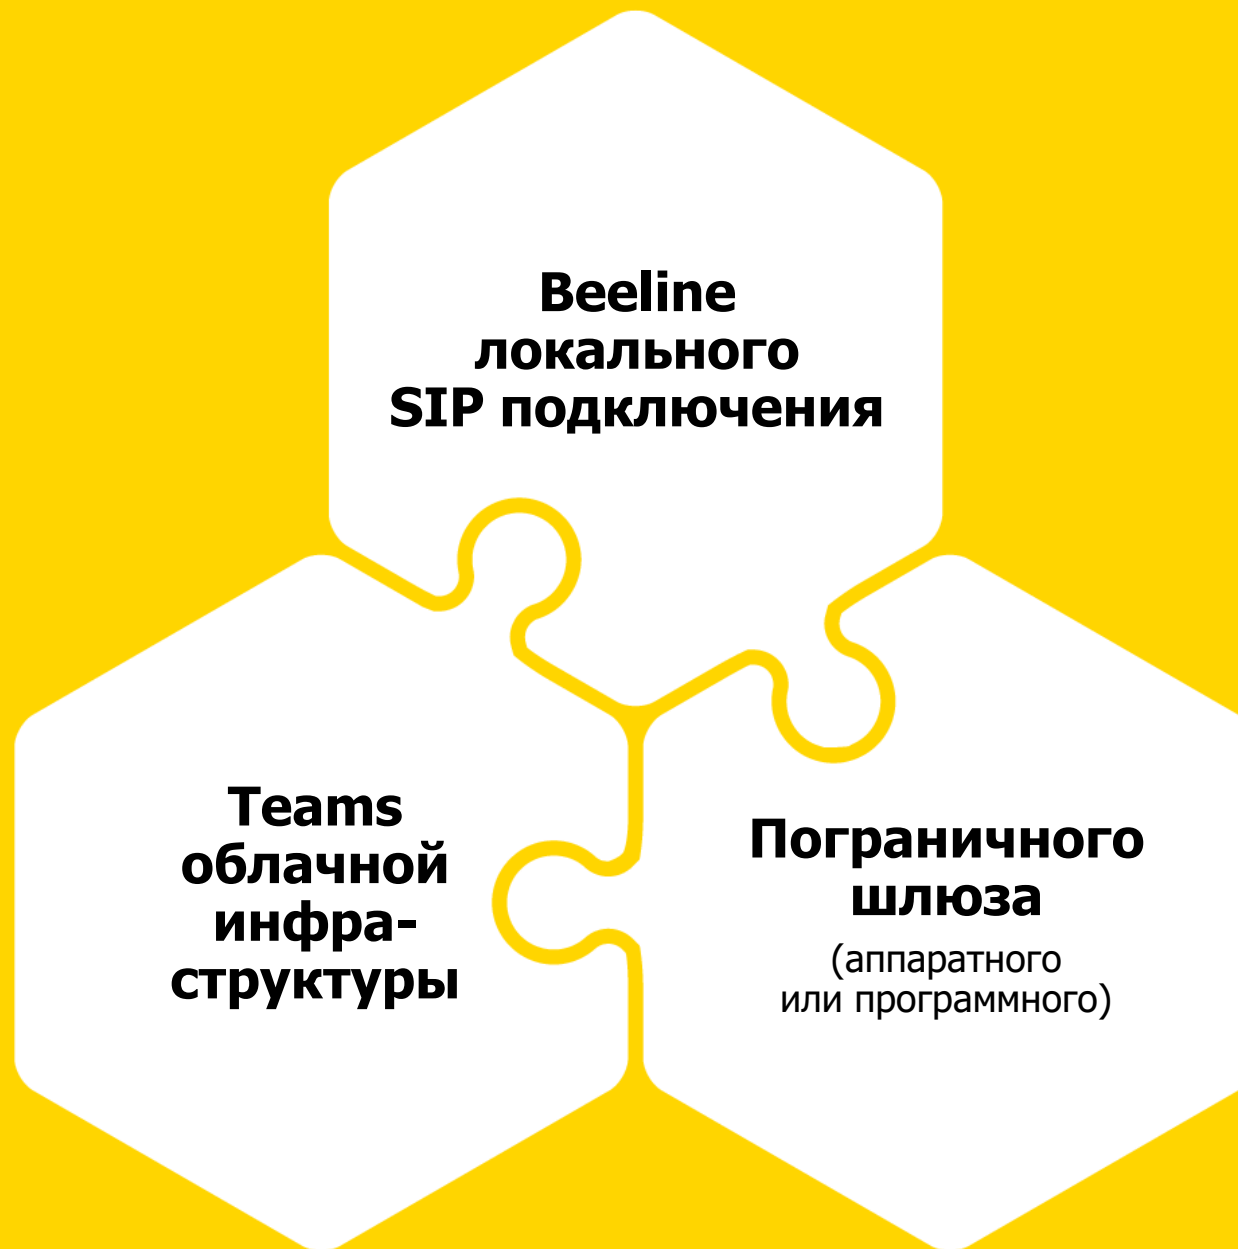 Beeline
локального
SIP подключения
Teams
облачной
инфра-
структуры
Пограничного
шлюза
(аппаратного
или программного)